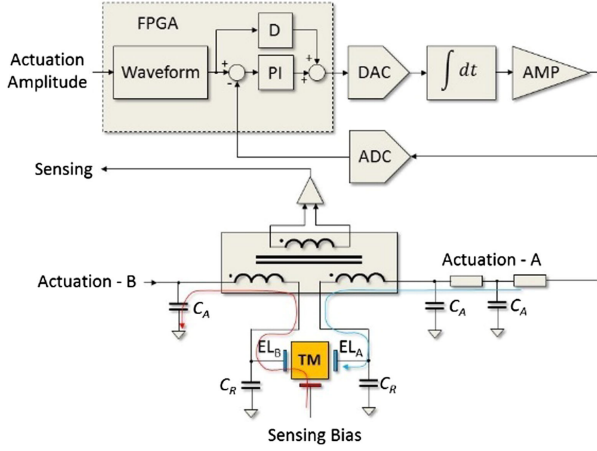 FPGA
D
Actuation
Amplitude
Waveform
+
-
PI
+
+
DAC
∫ dt
AMP
ADC
Sensing
Actuation - A
Actuation - B
C_A
C_A
C_A
EL_B
TM
EL_A
C_R
C_R
Sensing Bias